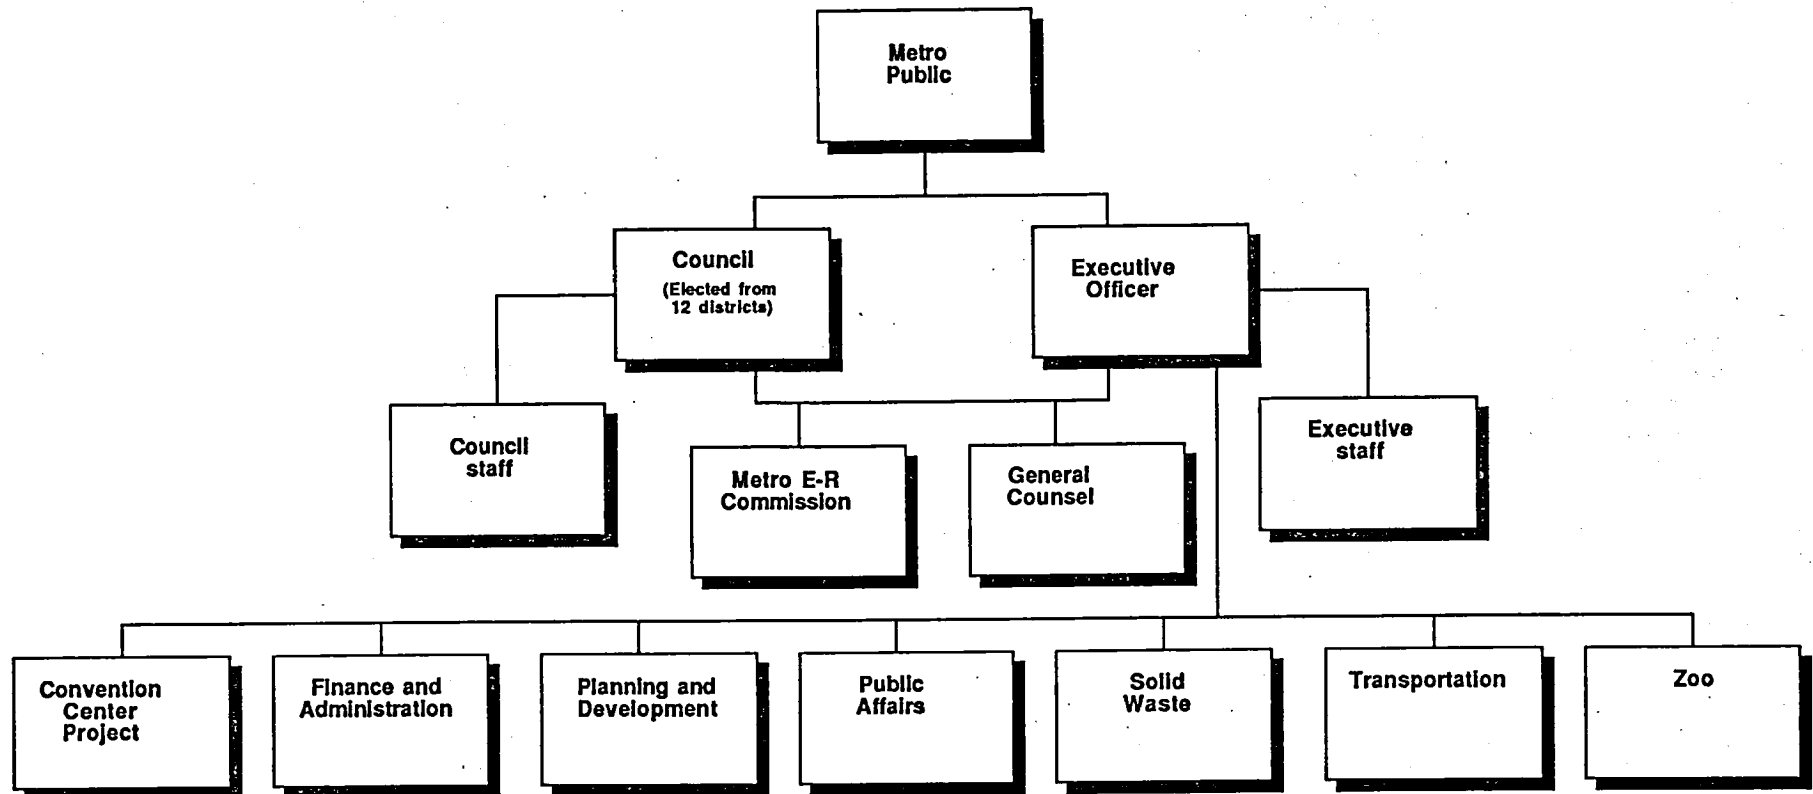 Metro
Public
Council
(Elected from
12 districts)
Executive
Officer
Council
staff
Metro E-R
Commission
General
Counsel
Executive
staff
Convention
Center
Project
Finance and
Administration
Planning and
Development
Public
Affairs
Solid
Waste
Transportation
Zoo